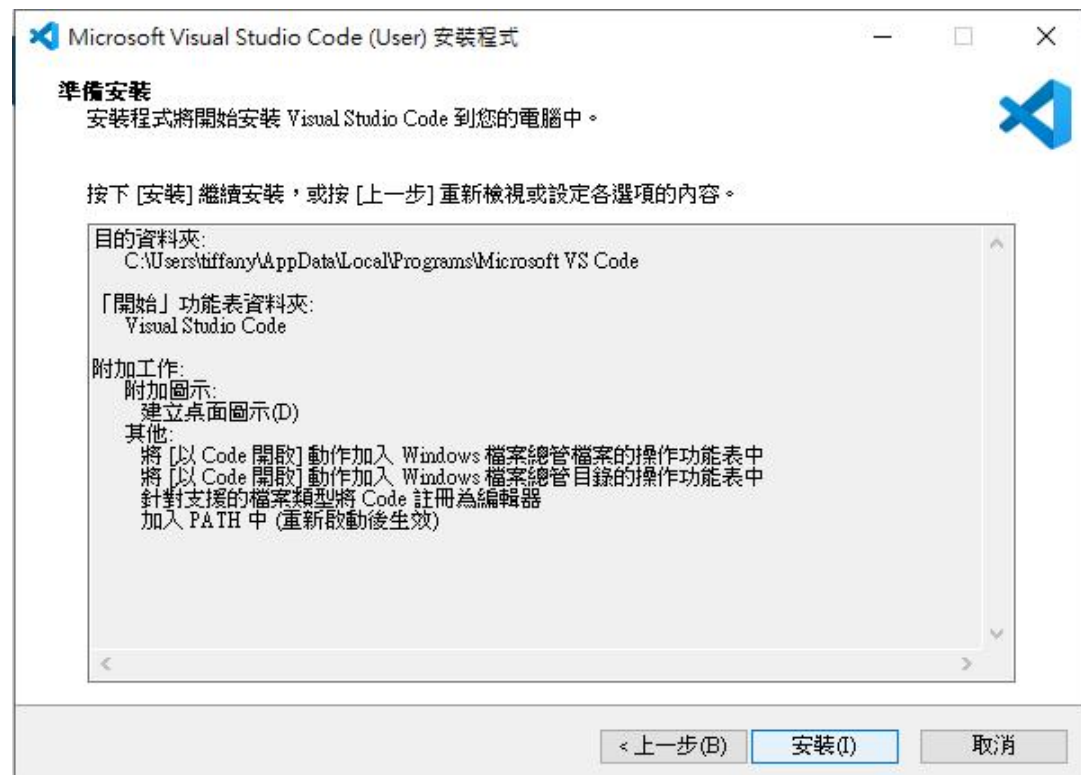 Microsoft Visual Studio Code (User) 安裝程式
準備安裝
安裝程式將開始安裝 Visual Studio Code 到您的電腦中。
按下 [安裝] 繼續安裝，或按 [上一步] 重新檢視或設定各選項的內容。
目的資料夾:
C:\Users\tiffany\AppData\Local\Programs\Microsoft VS Code
「開始」功能表資料夾:
Visual Studio Code
附加工作:
附加圖示:
建立桌面圖示(D)
其他:
將 [以 Code 開啟] 動作加入 Windows 檔案總管檔案的操作功能表中
將 [以 Code 開啟] 動作加入 Windows 檔案總管目錄的操作功能表中
針對支援的檔案類型將 Code 註冊為編輯器
加入 PATH 中 (重新啟動後生效)
< 上一步(B) 安裝(I) 取消